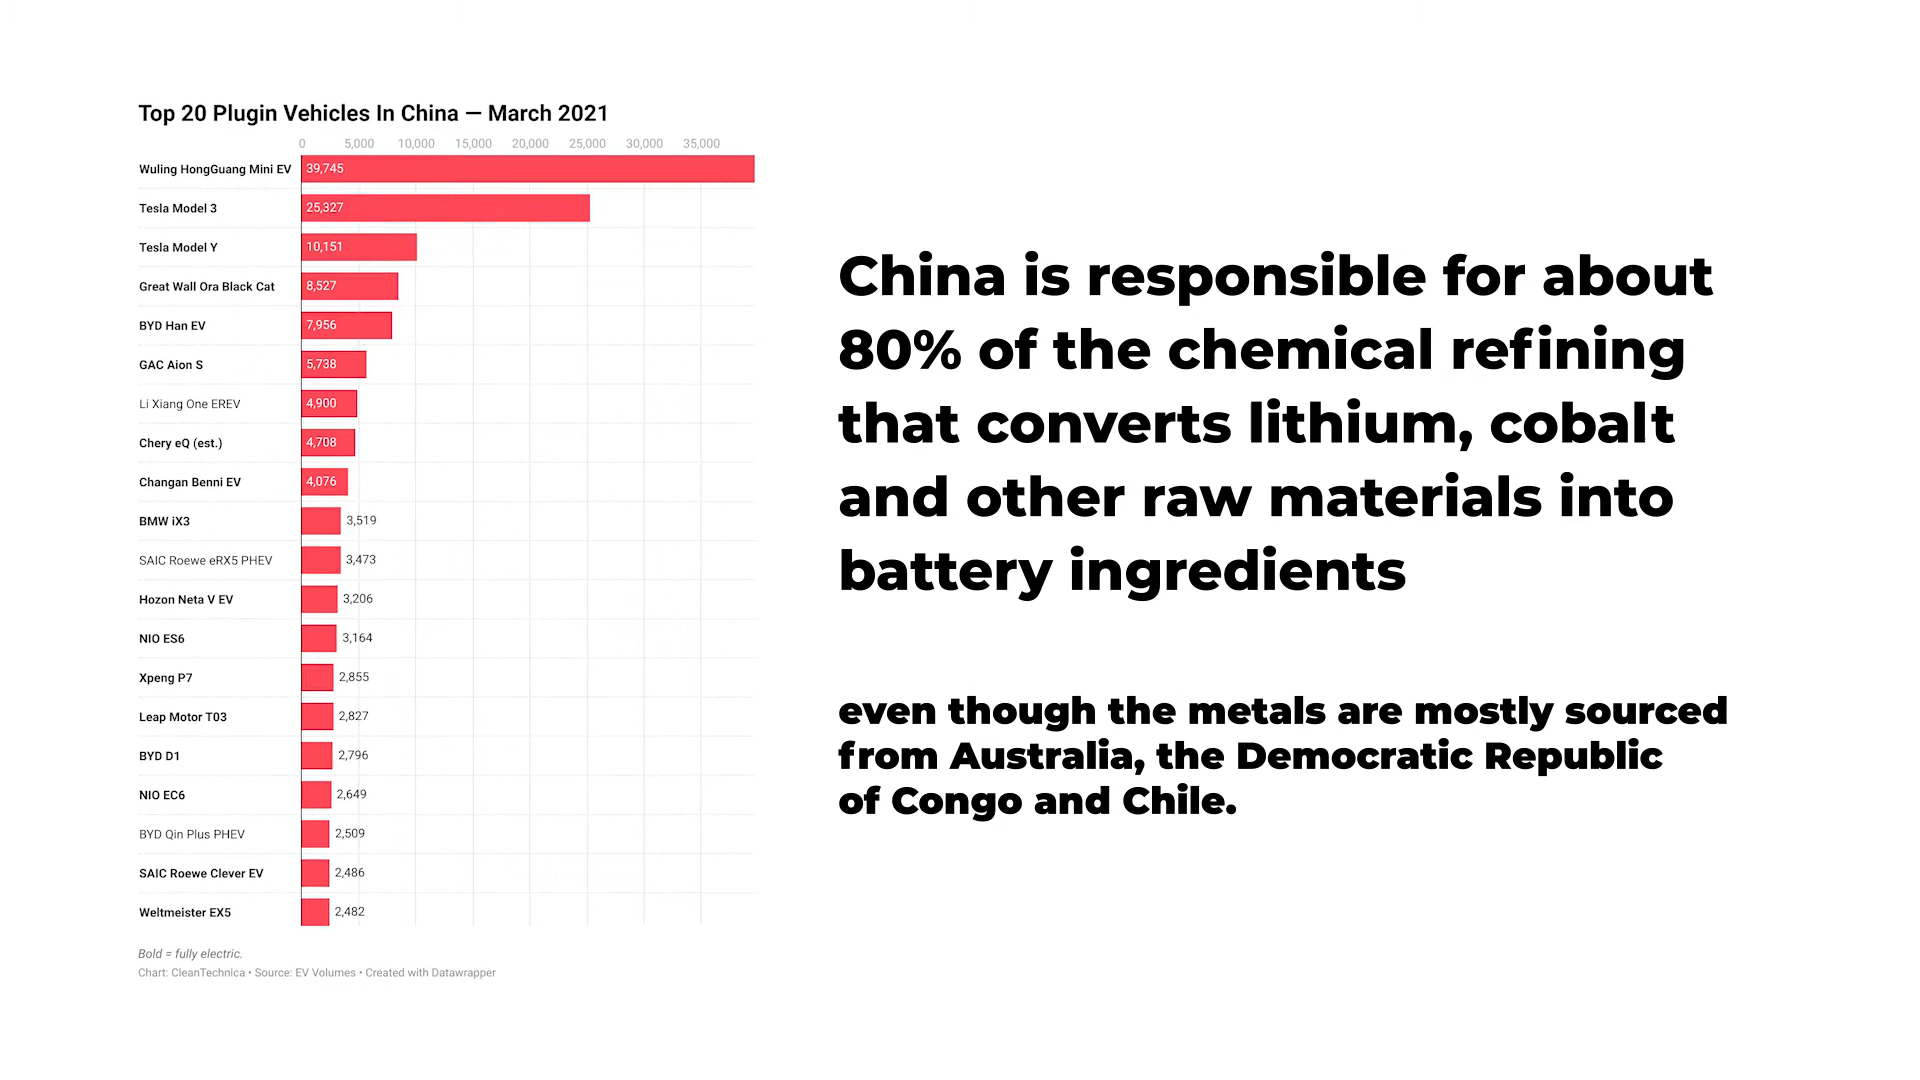 Top 20 Plugin Vehicles In China — March 2021
0 5,000 10,000 15,000 20,000 25,000 30,000 35,000
Wuling HongGuang Mini EV 39,745
Tesla Model 3 25,327
Tesla Model Y 10,151
Great Wall Ora Black Cat 8,527
BYD Han EV 7,956
GAC Aion S 5,738
Li Xiang One EREV 4,900
Chery eQ (est.) 4,708
Changan Benni EV 4,076
BMW iX3 3,519
SAIC Roewe eRX5 PHEV 3,473
Hozon Neta V EV 3,206
NIO ES6 3,164
Xpeng P7 2,855
Leap Motor T03 2,827
BYD D1 2,796
NIO EC6 2,649
BYD Qin Plus PHEV 2,509
SAIC Roewe Clever EV 2,486
Weltmeister EX5 2,482
Bold = fully electric.
Chart: CleanTechnica • Source: EV Volumes • Created with Datawrapper
China is responsible for about
80% of the chemical refining
that converts lithium, cobalt
and other raw materials into
battery ingredients
even though the metals are mostly sourced
from Australia, the Democratic Republic
of Congo and Chile.